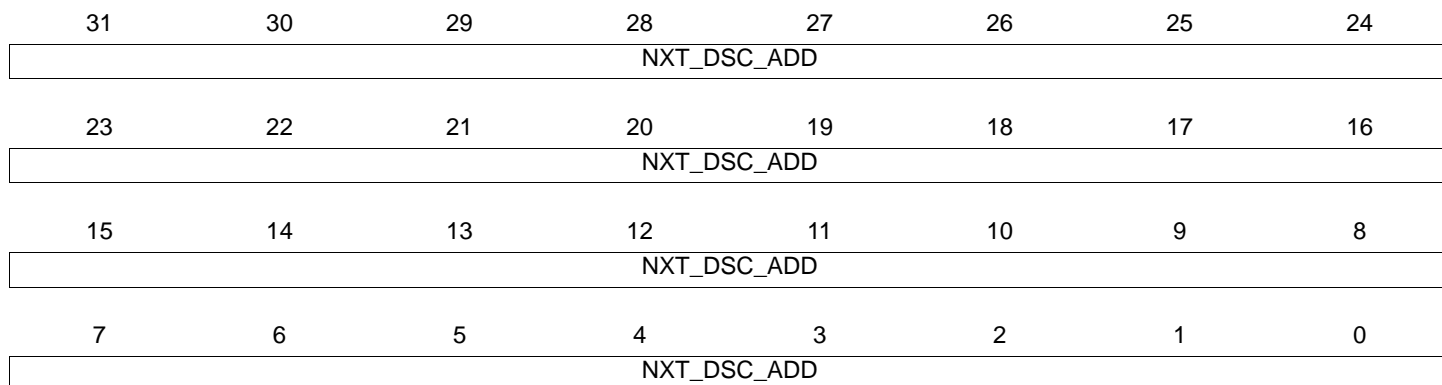 31 30 29 28 27 26 25 24
NXT_DSC_ADD
23 22 21 20 19 18 17 16
NXT_DSC_ADD
15 14 13 12 11 10 9 8
NXT_DSC_ADD
7 6 5 4 3 2 1 0
NXT_DSC_ADD